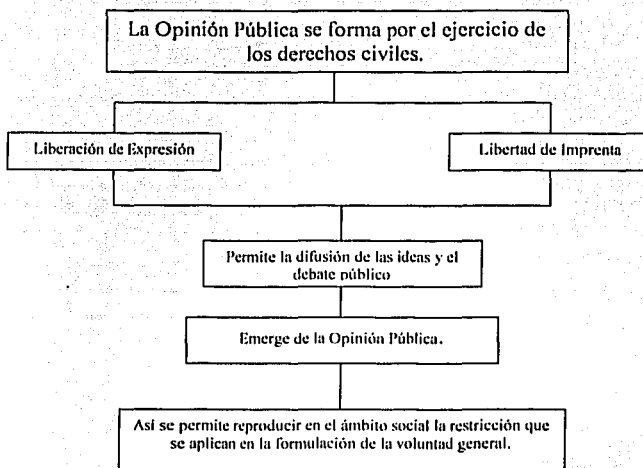 La Opinión Pública se forma por el ejercicio de
los derechos civiles.
Liberación de Expresión
Libertad de Imprenta
Permite la difusión de las ideas y el
debate público
Emerge de la Opinión Pública.
Así se permite reproducir en el ámbito social la restricción que
se aplican en la formulación de la voluntad general.